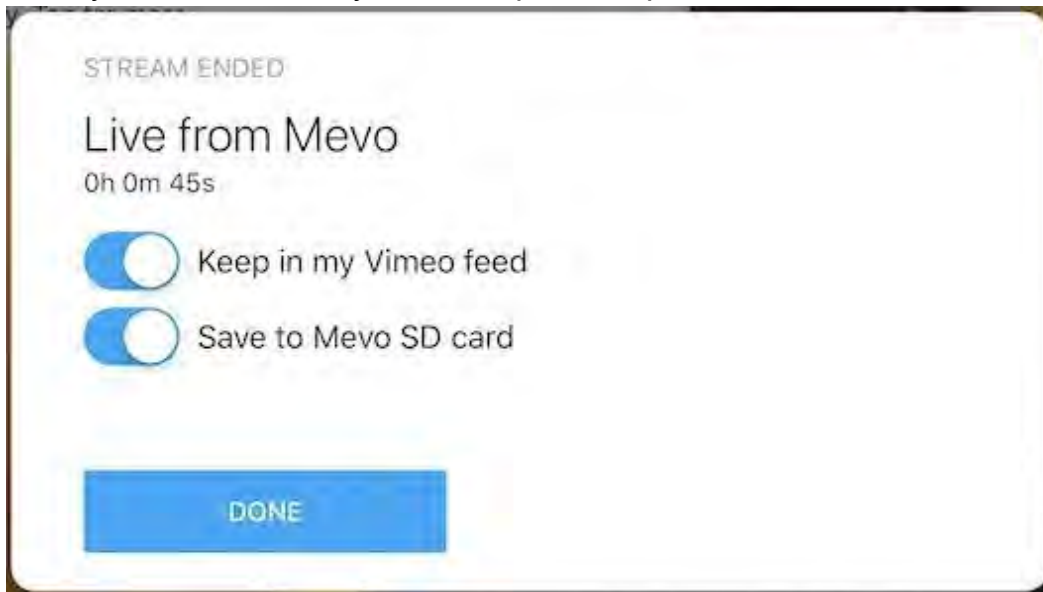 STREAM ENDED
Live from Mevo
0h 0m 45s
Keep in my Vimeo feed
Save to Mevo SD card
DONE